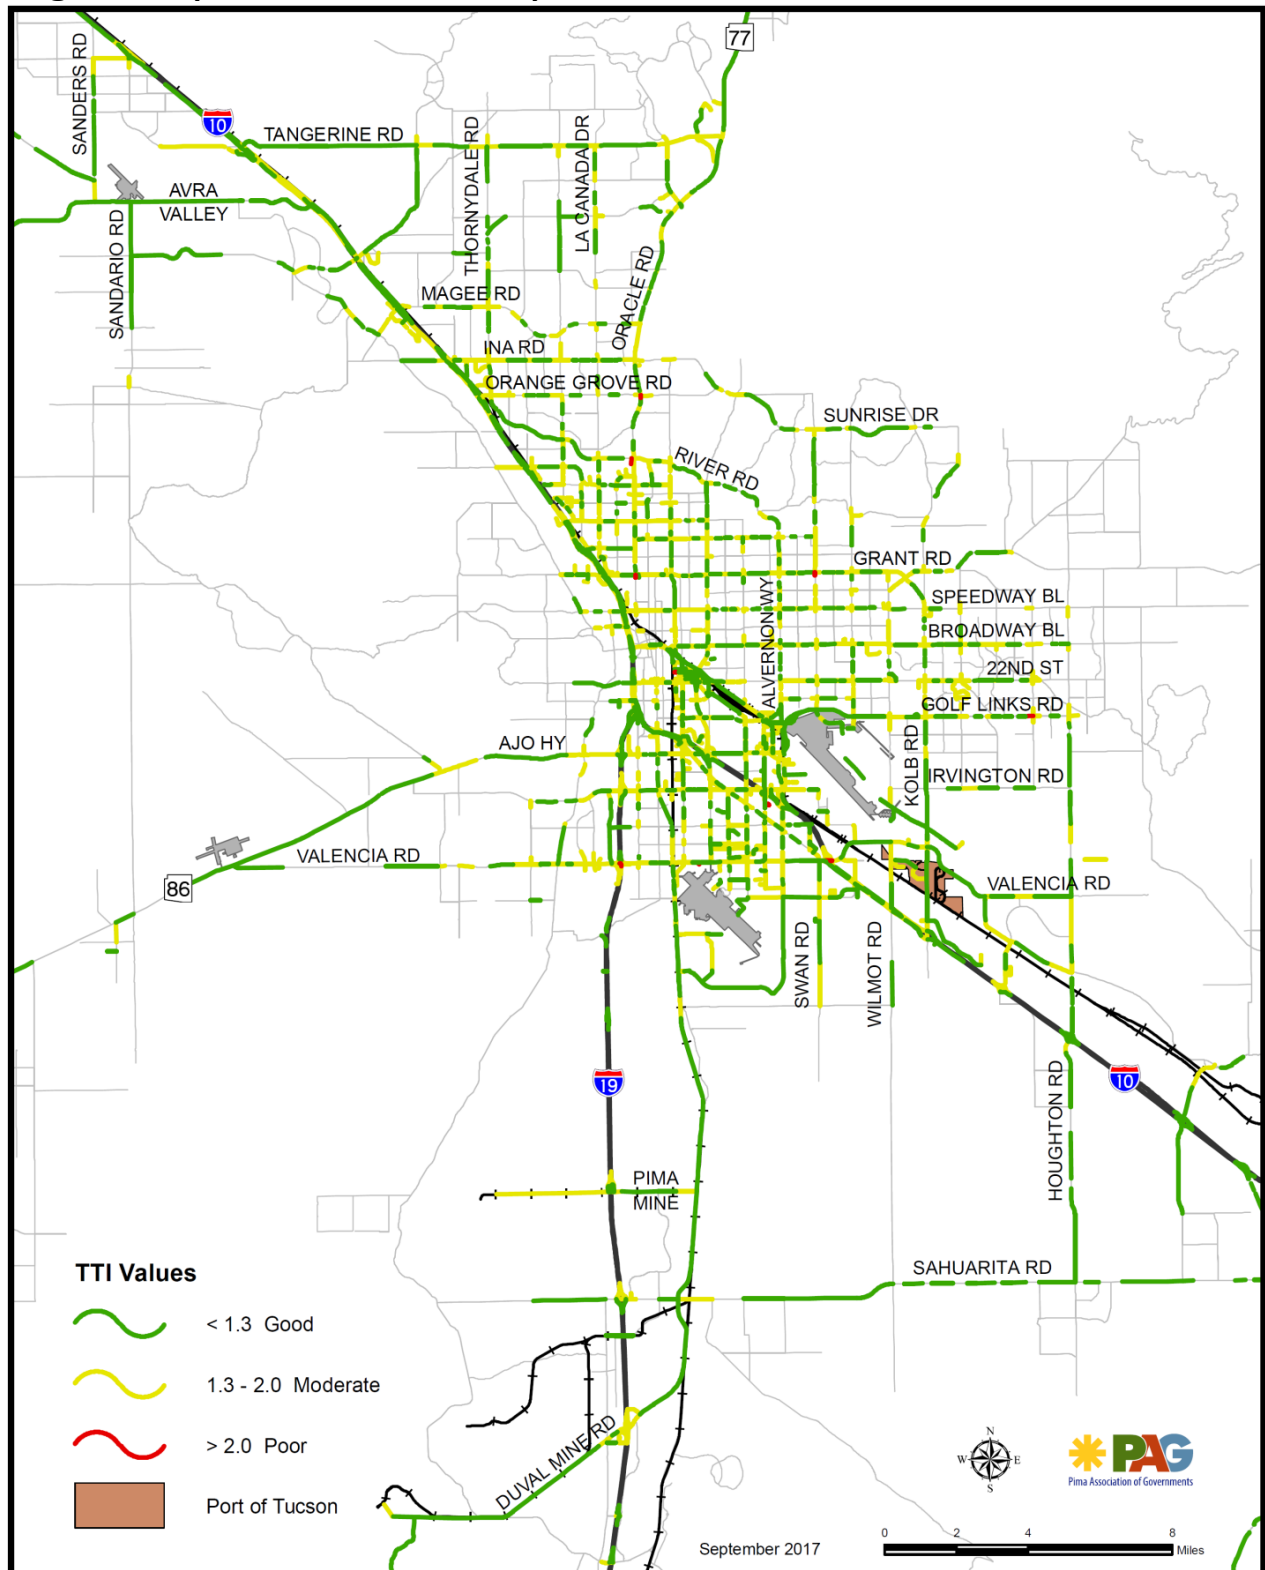 77
SANDERS RD
10
TANGERINE RD
THORNYDALE RD
LA CANADA DR
AVRA
VALLEY
SANDARIO RD
ORACLE RD
MAGEE RD
INA RD
ORANGE GROVE RD
SUNRISE DR
RIVER RD
GRANT RD
ALVERNON WY
SPEEDWAY BL
BROADWAY BL
22ND ST
GOLF LINKS RD
AJO HY
KOLB RD
IRVINGTON RD
VALENCIA RD
86
VALENCIA RD
SWAN RD
WILMOT RD
19
10
HOUGHTON RD
PIMA
MINE
SAHUARITA RD
TTI Values
< 1.3 Good
1.3 - 2.0 Moderate
> 2.0 Poor
Port of Tucson
DUVAL MINE RD
N
W E
S
PAG
Pima Association of Governments
September 2017
0 2 4 8
Miles